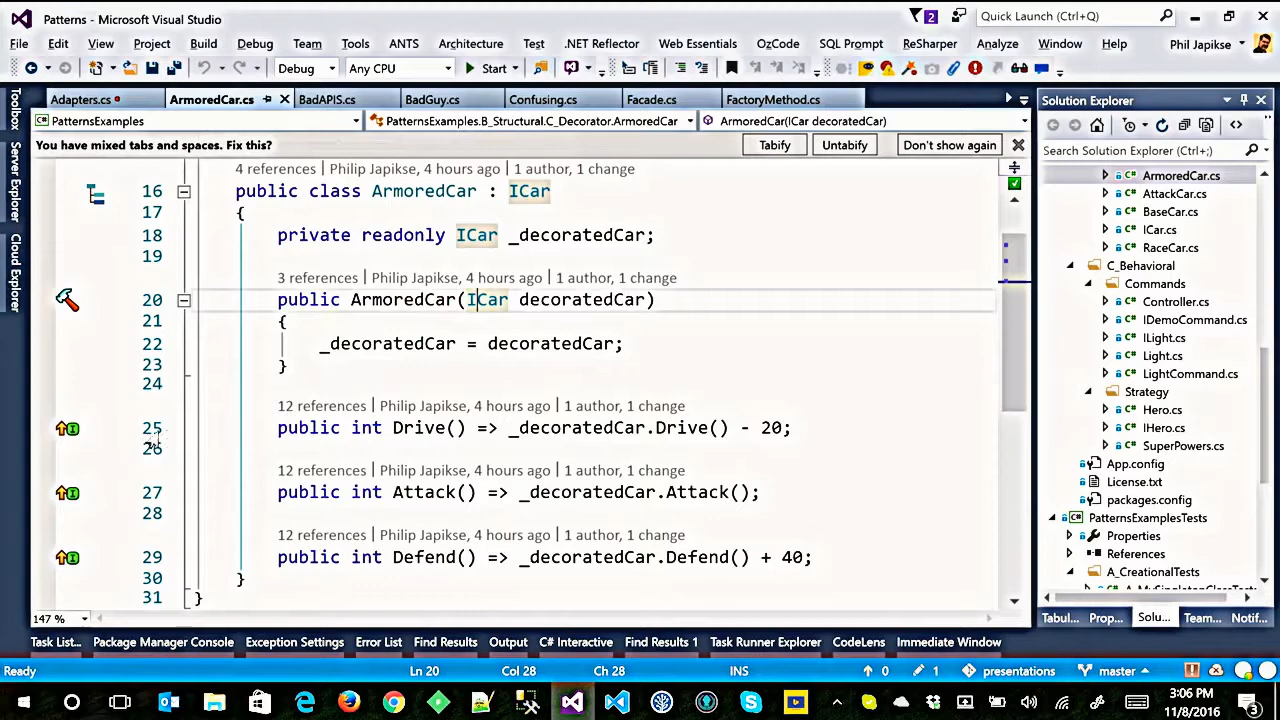 Patterns - Microsoft Visual Studio
2
Quick Launch (Ctrl+Q)
File Edit View Project Build Debug Team Tools ANTS Architecture Test .NET Reflector Web Essentials OzCode SQL Prompt ReSharper Analyze Window Help Phil Japikse
Debug Any CPU Start
Adapters.cs ArmoredCar.cs BadAPIS.cs BadGuy.cs Confusing.cs Facade.cs FactoryMethod.cs
PatternsExamples PatternsExamples.B_Structural.C_Decorator.ArmoredCar ArmoredCar(ICar decoratedCar)
You have mixed tabs and spaces. Fix this? Tabify Untabify Don't show again
Toolbox
Server Explorer
Cloud Explorer
4 references | Philip Japikse, 4 hours ago | 1 author, 1 change
16 public class ArmoredCar : ICar
17 {
18 private readonly ICar _decoratedCar;
19
3 references | Philip Japikse, 4 hours ago | 1 author, 1 change
20 public ArmoredCar(ICar decoratedCar)
21 {
22 _decoratedCar = decoratedCar;
23 }
24
12 references | Philip Japikse, 4 hours ago | 1 author, 1 change
25 public int Drive() => _decoratedCar.Drive() - 20;
26
12 references | Philip Japikse, 4 hours ago | 1 author, 1 change
27 public int Attack() => _decoratedCar.Attack();
28
12 references | Philip Japikse, 4 hours ago | 1 author, 1 change
29 public int Defend() => _decoratedCar.Defend() + 40;
30 }
31 }
147 %
Solution Explorer
Search Solution Explorer (Ctrl+;)
C# ArmoredCar.cs
C# AttackCar.cs
C# BaseCar.cs
C# ICar.cs
C# RaceCar.cs
C_Behavioral
Commands
C# Controller.cs
C# IDemoCommand.cs
C# ILight.cs
C# Light.cs
C# LightCommand.cs
Strategy
C# Hero.cs
C# IHero.cs
C# SuperPowers.cs
App.config
License.txt
packages.config
C# PatternsExamplesTests
Properties
References
A_CreationalTests
Tabul... Prop... Solu... Team... Notif...
Task List... Package Manager Console Exception Settings Error List Find Results Output C# Interactive Find Results 1 Task Runner Explorer CodeLens Immediate Window
Ready Ln 20 Col 28 Ch 28 INS 0 1 presentations master
3:06 PM
11/8/2016
3